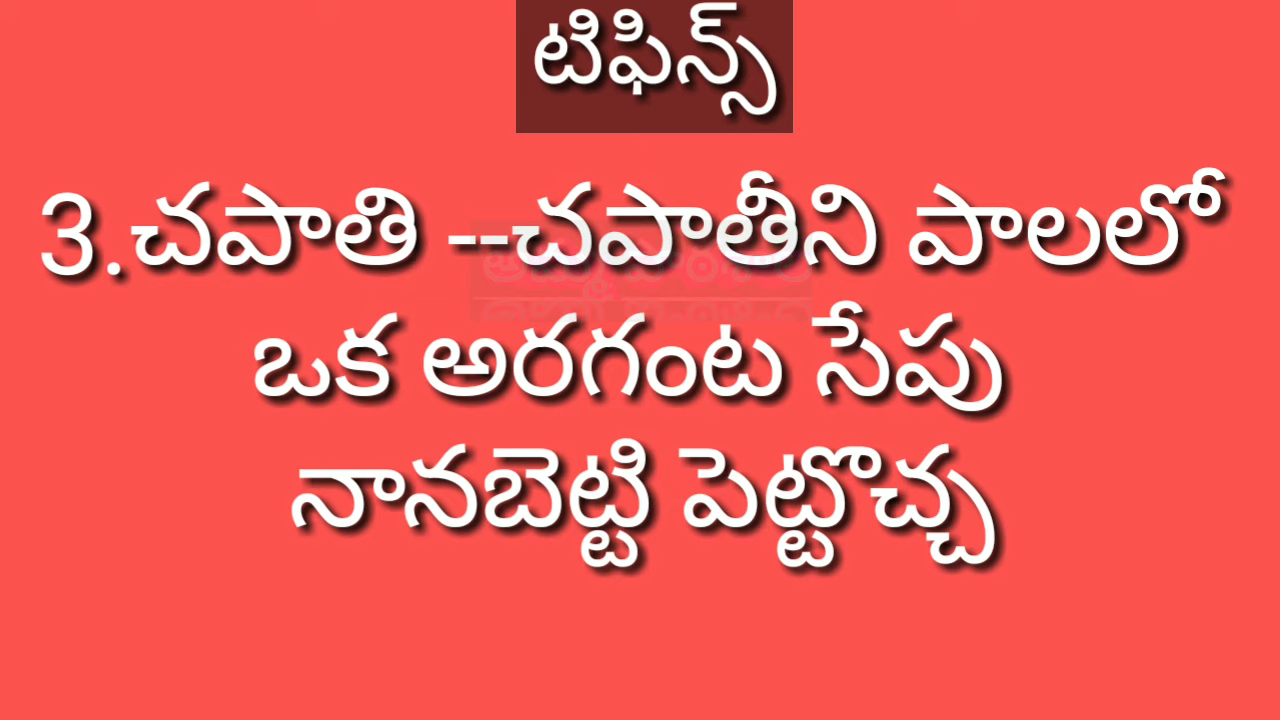 టిఫిన్స్
3.చపాతి --చపాతీని పాలలో
ఒక అరగంట సేపు
నానబెట్టి పెట్టొచ్చ